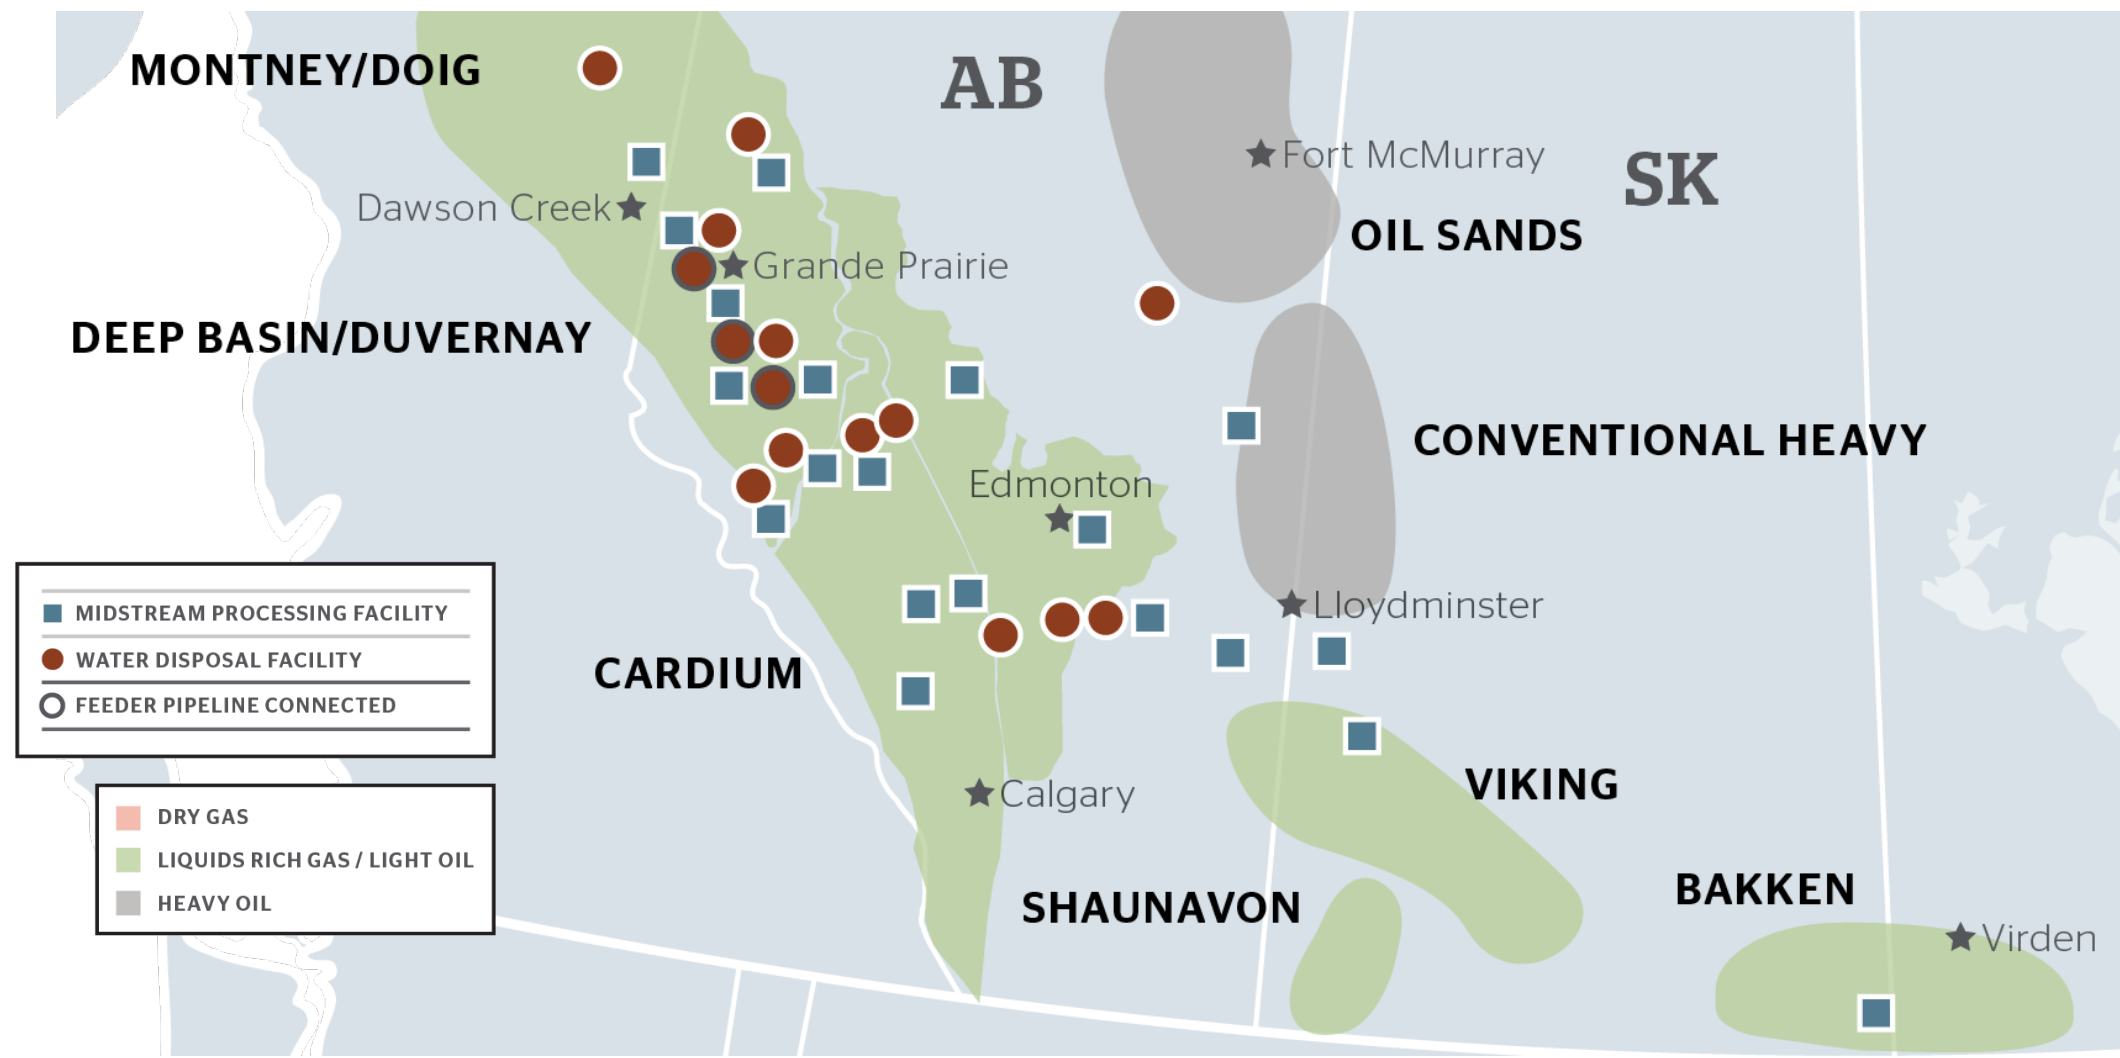 MONTNEY/DOIG
AB
Fort McMurray
SK
Dawson Creek
OIL SANDS
Grande Prairie
DEEP BASIN/DUVERNAY
CONVENTIONAL HEAVY
Edmonton
Lloydminster
MIDSTREAM PROCESSING FACILITY
WATER DISPOSAL FACILITY
FEEDER PIPELINE CONNECTED
CARDIUM
VIKING
Calgary
DRY GAS
LIQUIDS RICH GAS / LIGHT OIL
HEAVY OIL
SHAUNAVON
BAKKEN
Virden